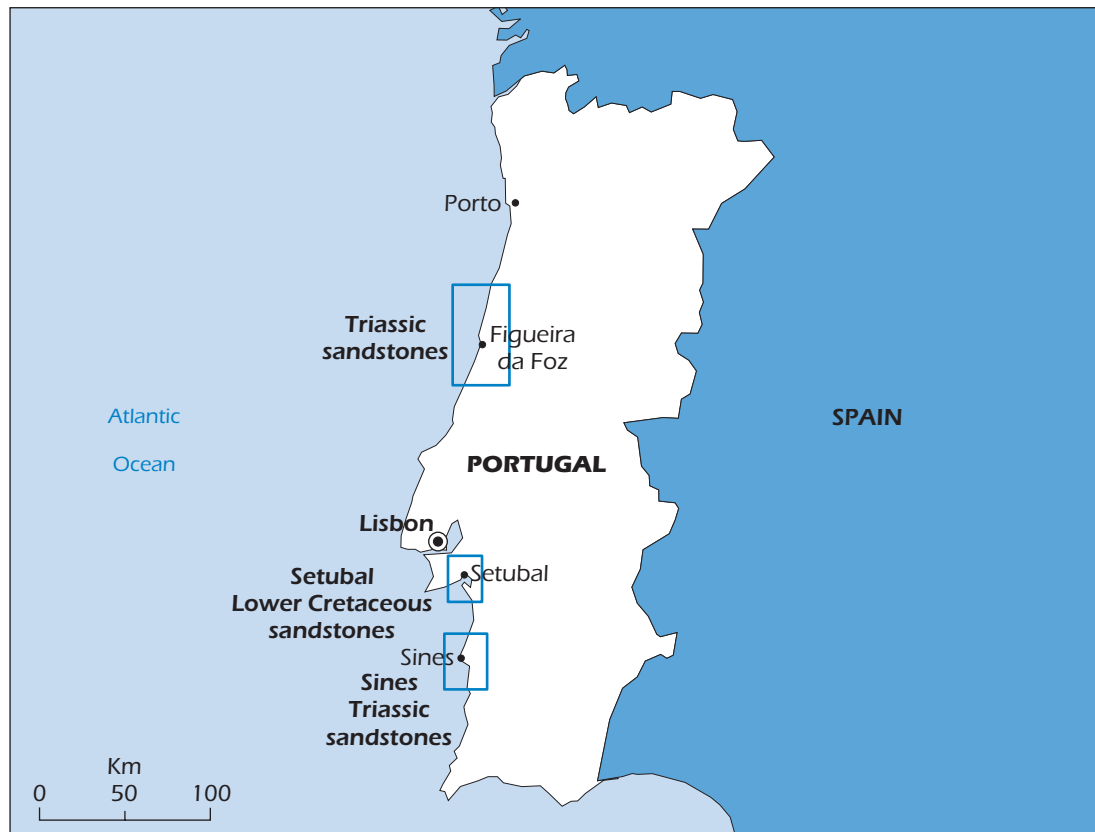 Porto
Triassic
sandstones
Figueira
da Foz
Atlantic
Ocean
SPAIN
PORTUGAL
Lisbon
Setubal
Setubal
Lower Cretaceous
sandstones
Sines
Sines
Triassic
sandstones
Km
0 50 100